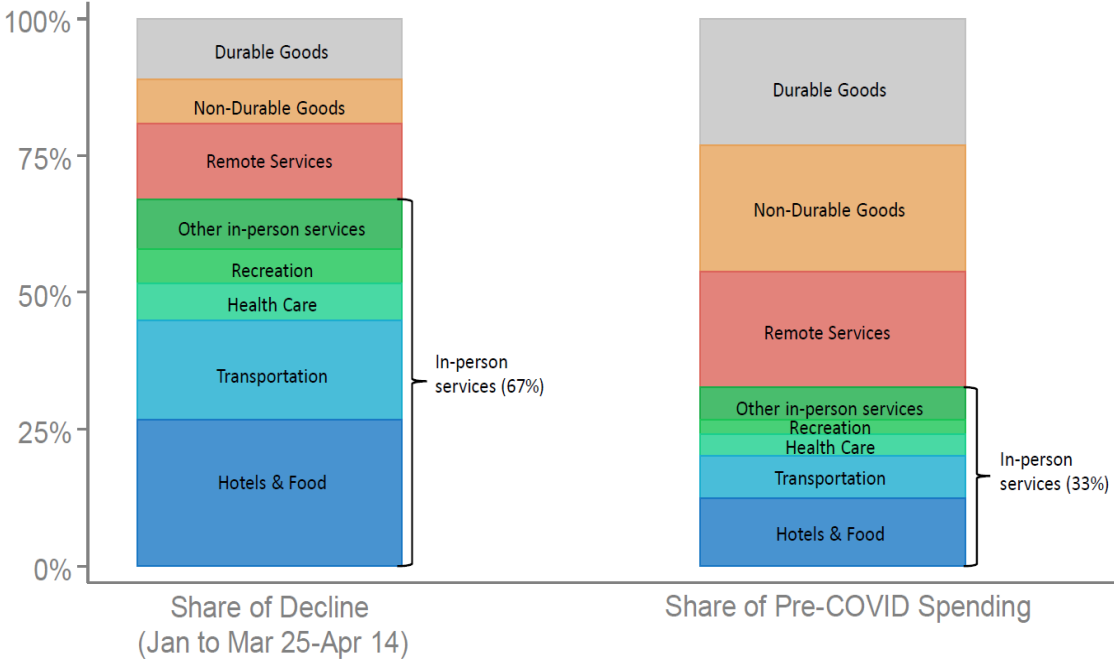 100%
75%
50%
25%
0%
Durable Goods
Non-Durable Goods
Remote Services
Other in-person services
Recreation
Health Care
Transportation
Hotels & Food
In-person
services (67%)
Share of Decline
(Jan to Mar 25-Apr 14)
Durable Goods
Non-Durable Goods
Remote Services
Other in-person services
Recreation
Health Care
Transportation
Hotels & Food
In-person
services (33%)
Share of Pre-COVID Spending